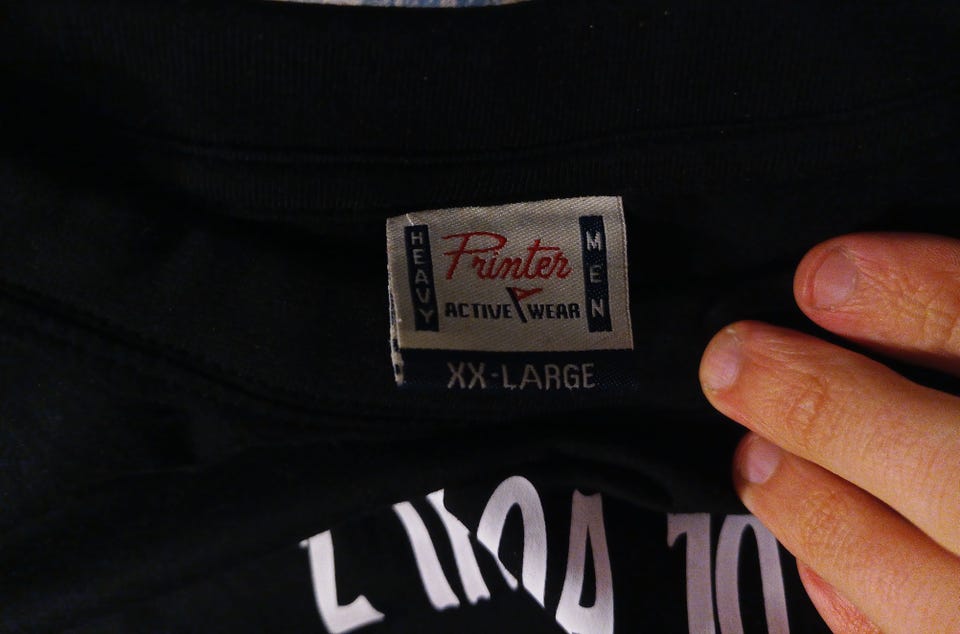 HEAVY
Printer
MEN
ACTIVE WEAR
XX-LARGE